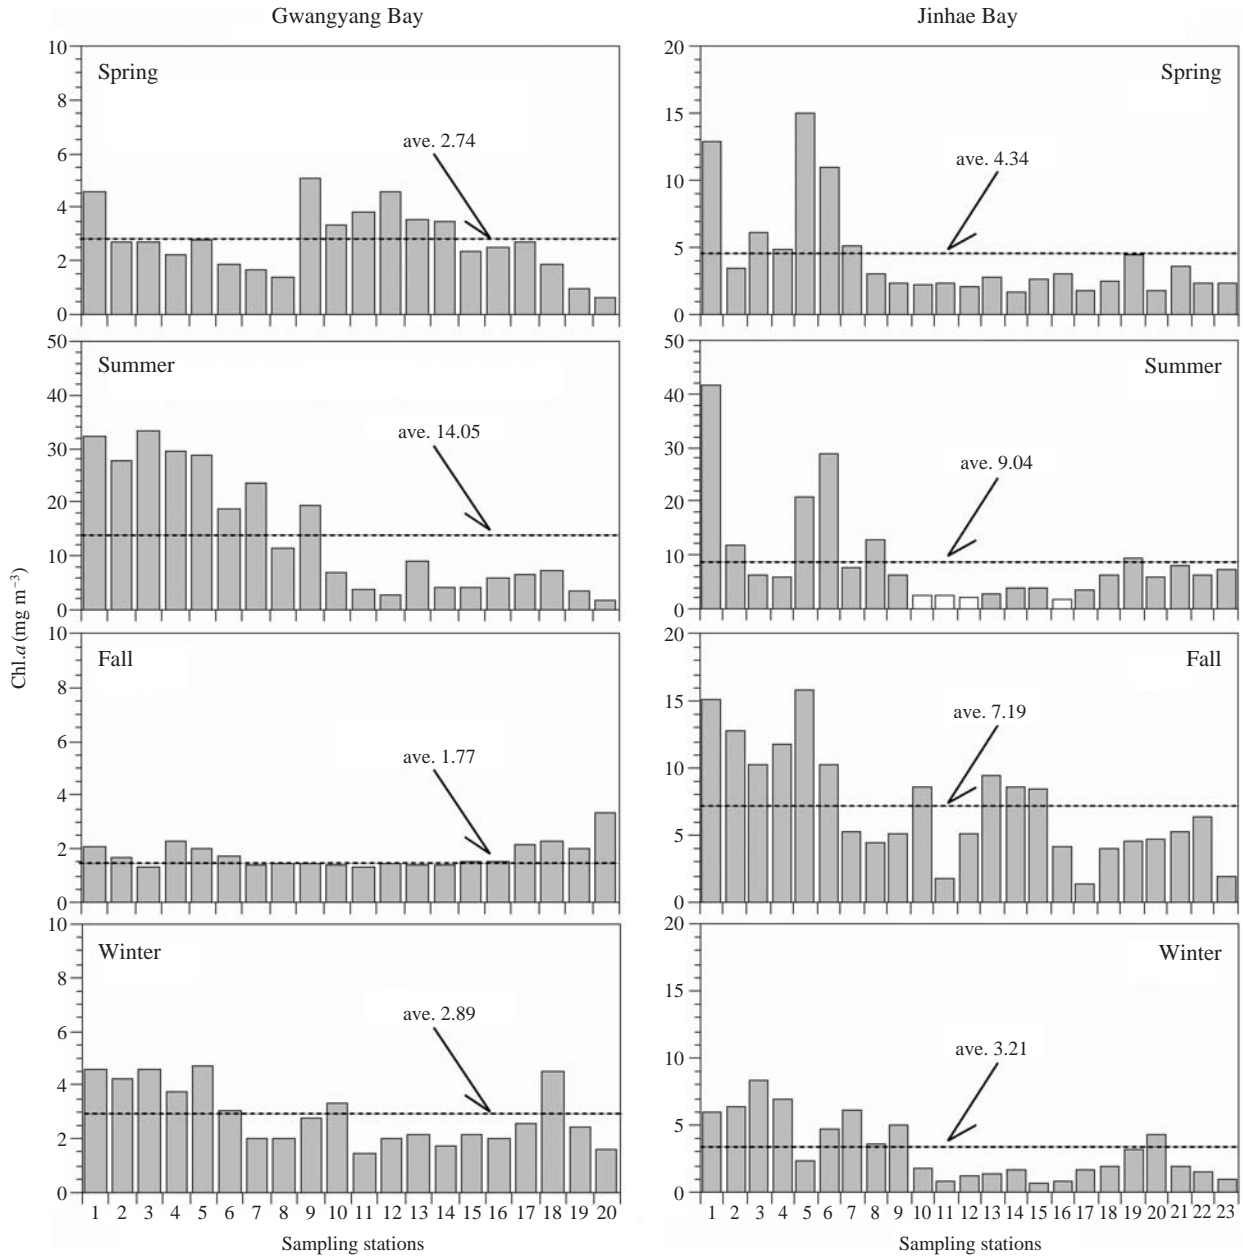 Gwangyang Bay
Jinhae Bay
Chl.a (mg m⁻³)
10
8
6
4
2
0
Spring
ave. 2.74
20
15
10
5
0
Spring
ave. 4.34
50
40
30
20
10
0
Summer
ave. 14.05
50
40
30
20
10
0
Summer
ave. 9.04
10
8
6
4
2
0
Fall
ave. 1.77
20
15
10
5
0
Fall
ave. 7.19
10
8
6
4
2
0
Winter
ave. 2.89
1 2 3 4 5 6 7 8 9 10 11 12 13 14 15 16 17 18 19 20
Sampling stations
20
15
10
5
0
Winter
ave. 3.21
1 2 3 4 5 6 7 8 9 10 11 12 13 14 15 16 17 18 19 20 21 22 23
Sampling stations